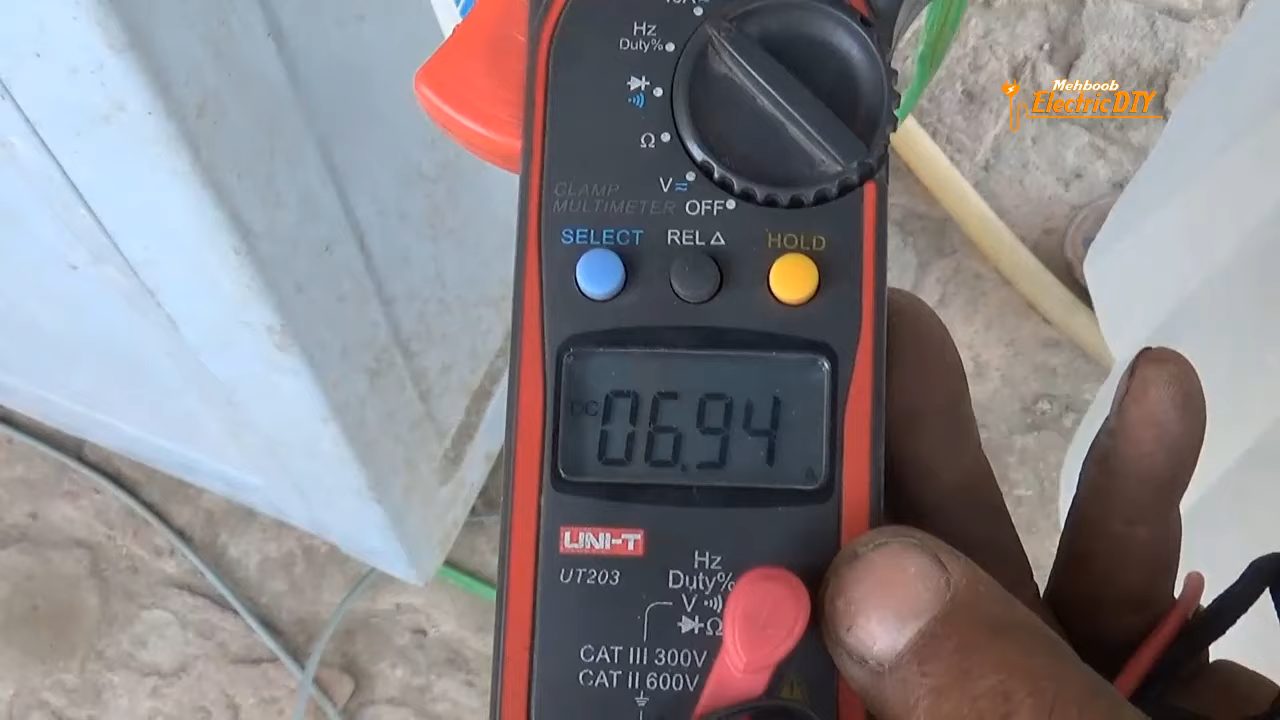 Hz
Duty%
Mehboob
ElectricDIY
Ω
V
CLAMP
MULTIMETER
OFF
SELECT
REL △
HOLD
DC 06.94 A
UNI-T
UT203
Hz
Duty%
V
Ω
CAT III 300V
CAT II 600V